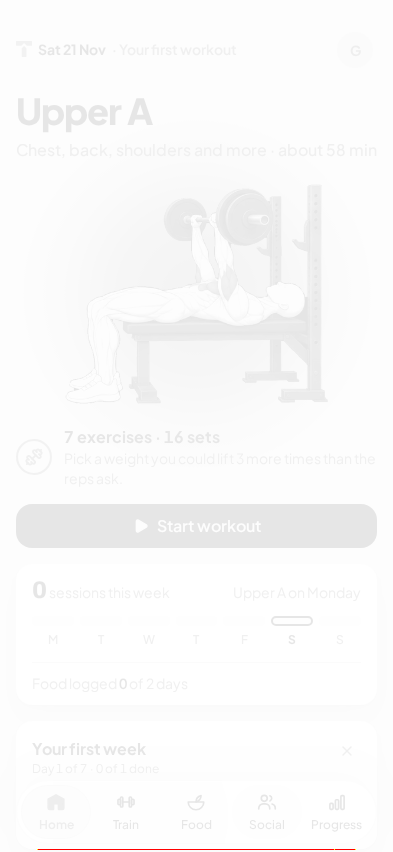 Sat 21 Nov · Your first workout
G
Upper A
Chest, back, shoulders and more · about 58 min
7 exercises · 16 sets
Pick a weight you could lift 3 more times than the
reps ask.
Start workout
0 sessions this week
Upper A on Monday
M T W T F S S
Food logged 0 of 2 days
Your first week
Day 1 of 7 · 0 of 1 done
Home Train Food Social Progress